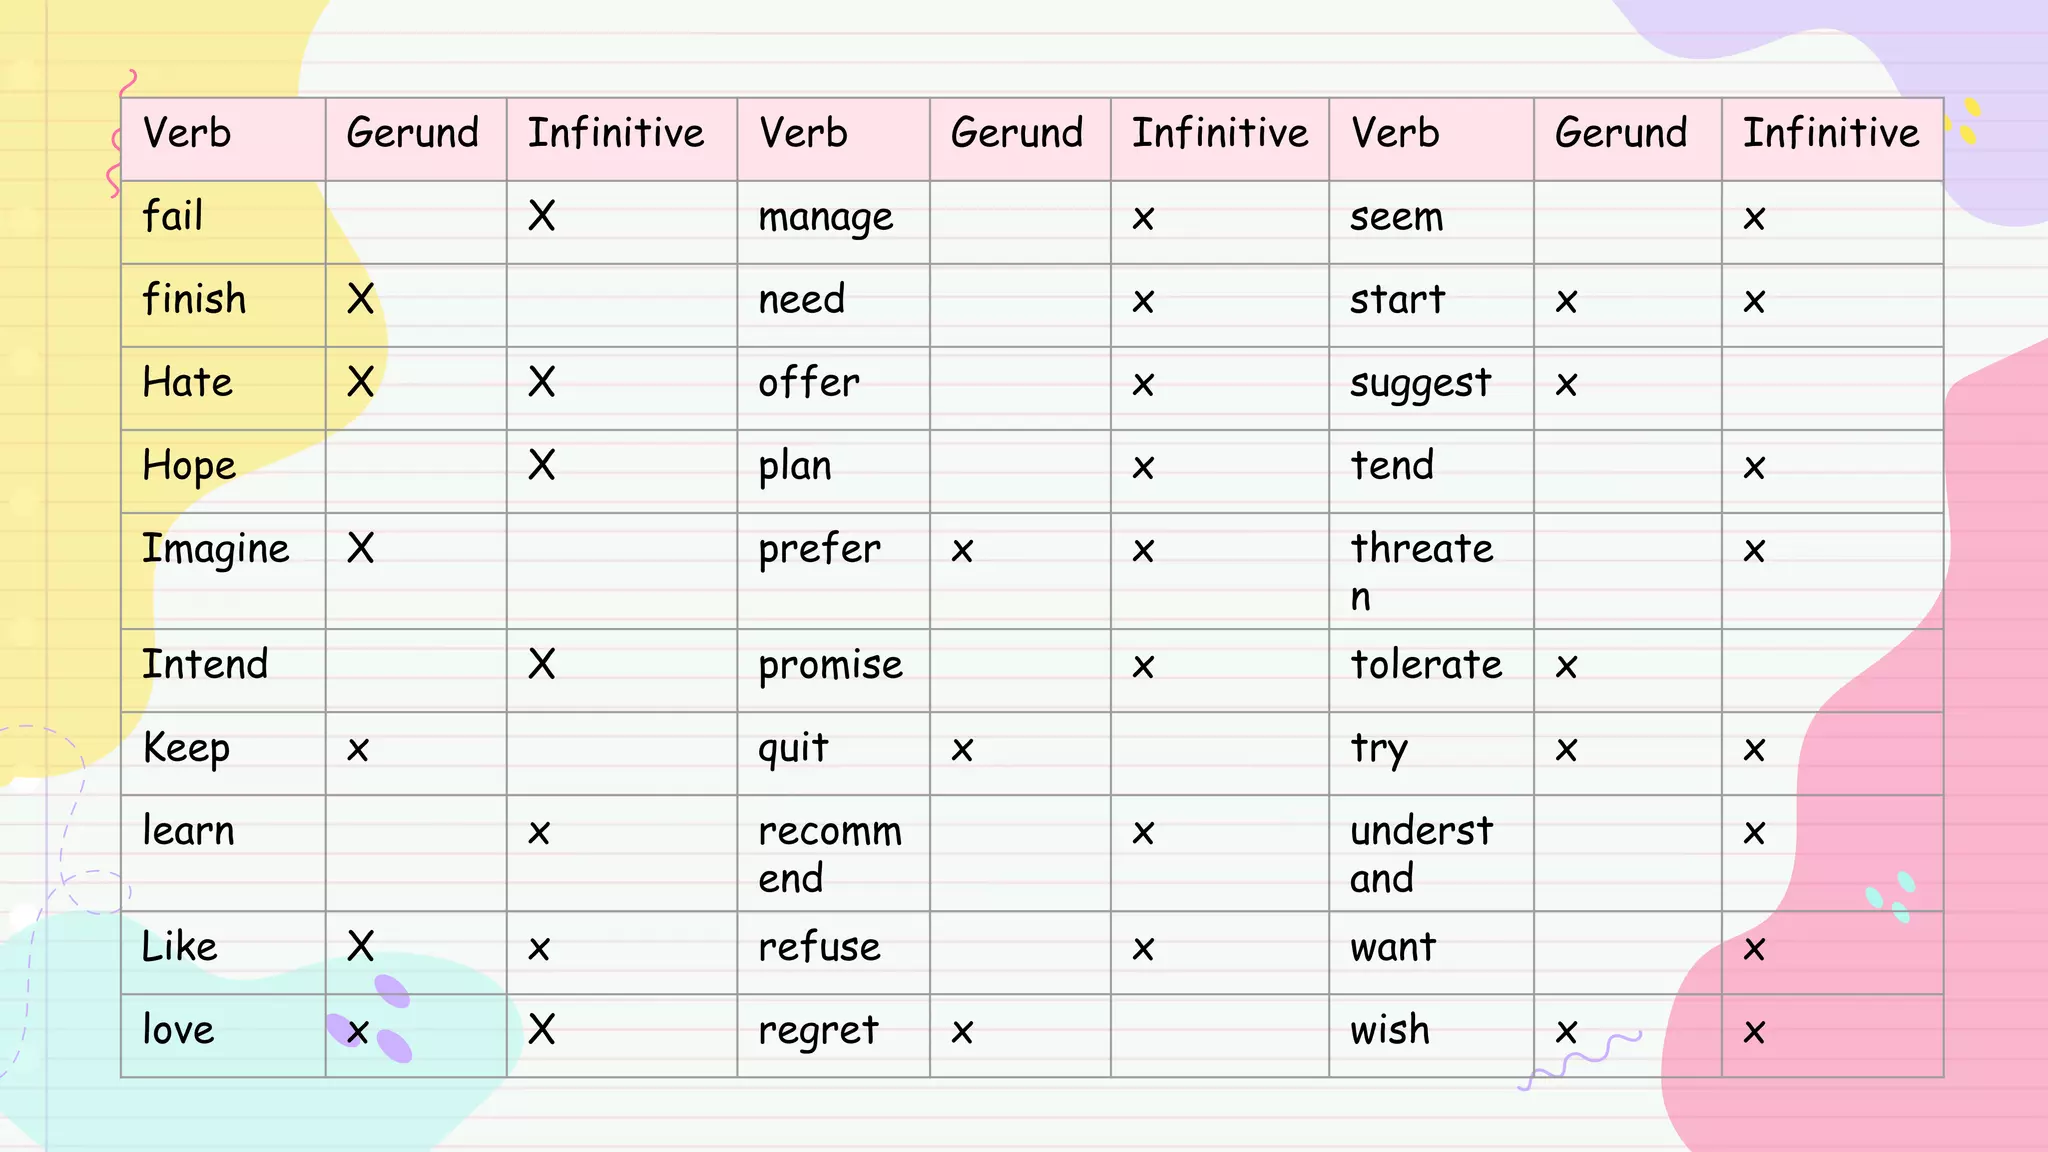 Verb Gerund Infinitive Verb Gerund Infinitive Verb Gerund Infinitive
fail X manage x seem x
finish X need x start x x
Hate X X offer x suggest x
Hope X plan x tend x
Imagine X prefer x x threate x
n
Intend X promise x tolerate x
Keep x quit x try x x
learn x recomm x underst x
end and
Like X x refuse x want x
love x X regret x wish x x